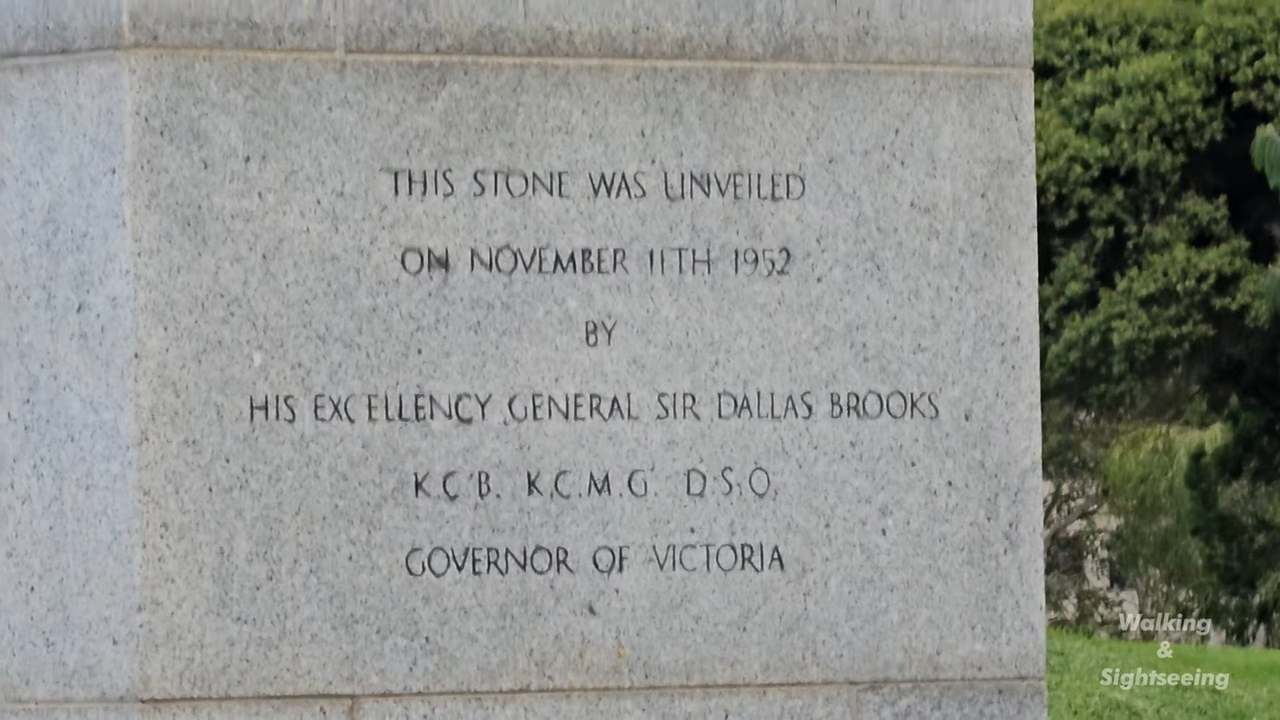 THIS STONE WAS UNVEILED
ON NOVEMBER 11TH 1952
BY
HIS EXCELLENCY GENERAL SIR DALLAS BROOKS
K.C.B. K.C.M.G. D.S.O.
GOVERNOR OF VICTORIA
Walking
&
Sightseeing